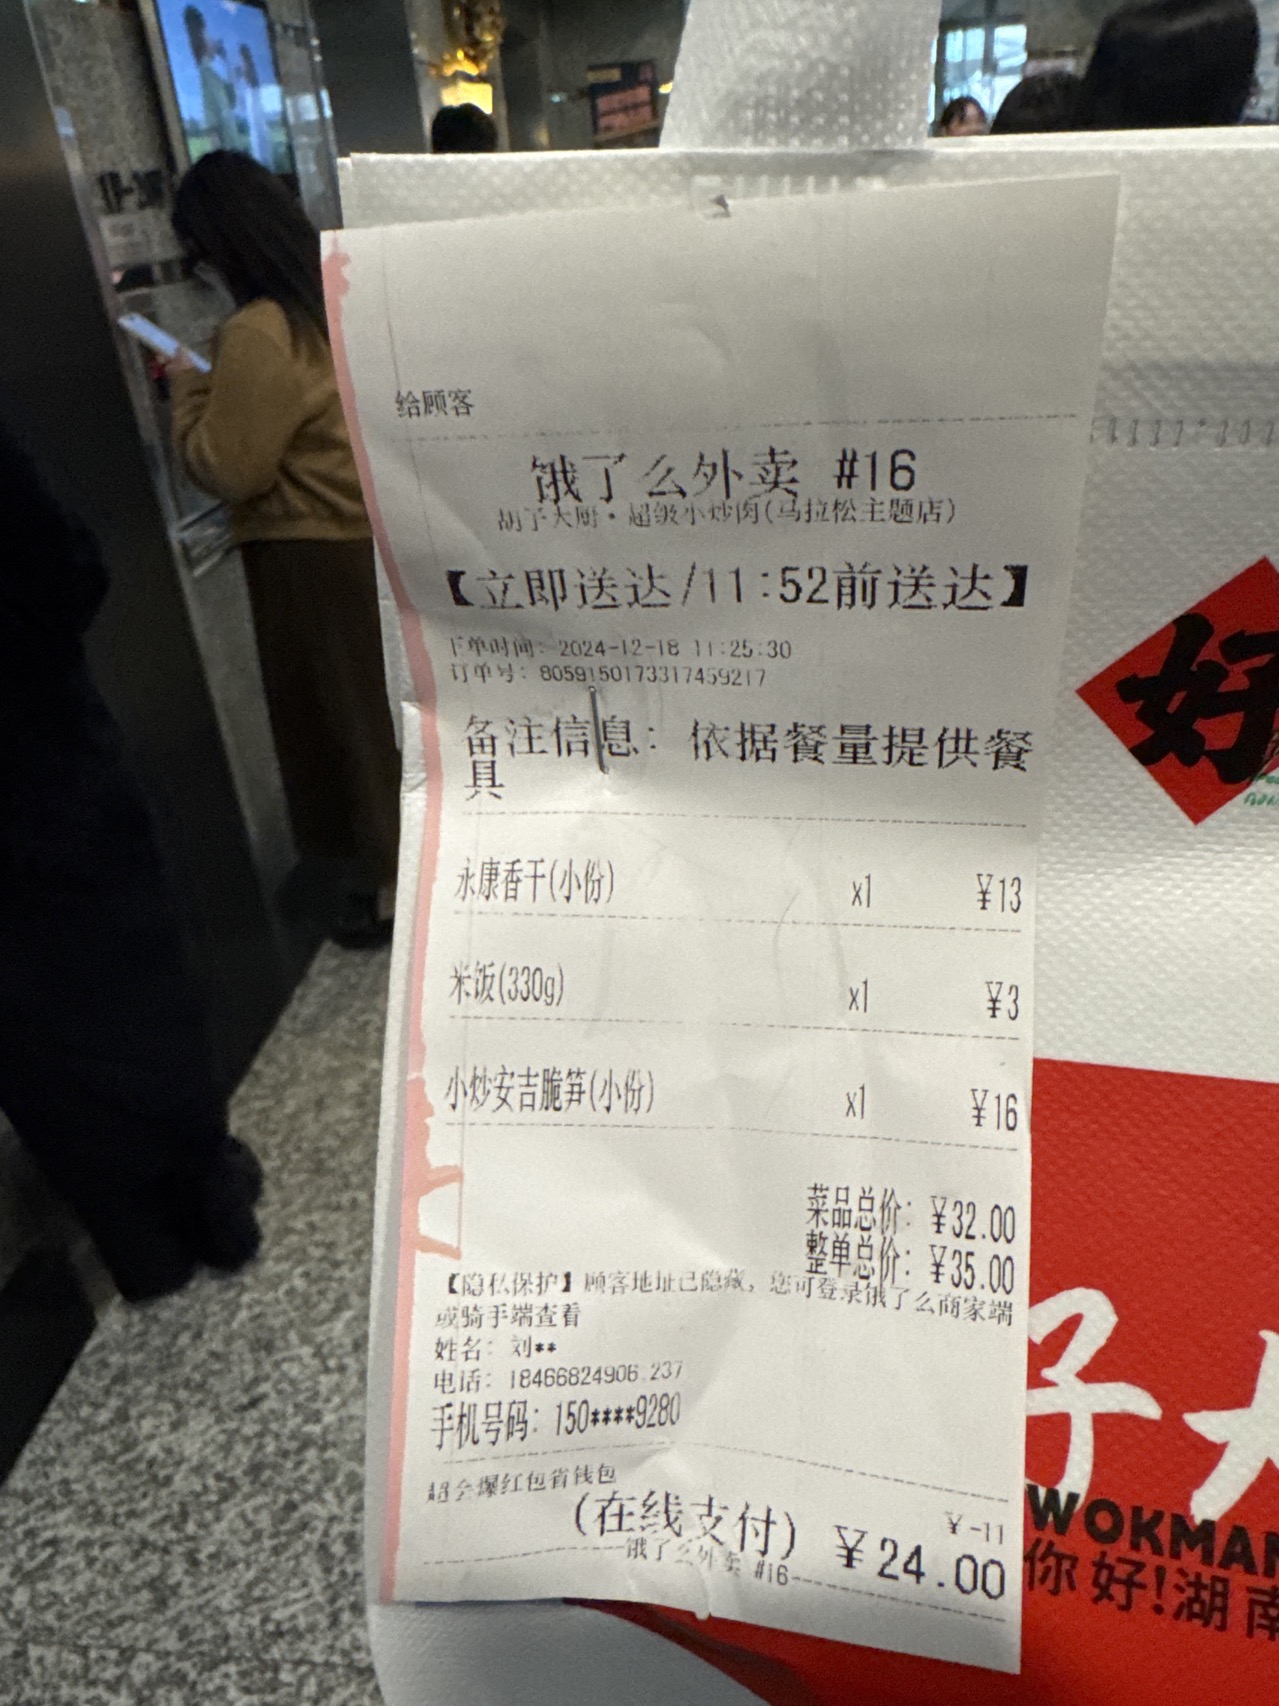 给顾客
饿了么外卖 #16
胡子大厨·超级小炒肉(马拉松主题店)
【立即送达/11:52前送达】
下单时间: 2024-12-18 11:25:30
订单号: 8059150173317459217
备注信息: 依据餐量提供餐
具
永康香干(小份) x1 ¥13
米饭(330g) x1 ¥3
小炒安吉脆笋(小份) x1 ¥16
菜品总价: ¥32.00
整单总价: ¥35.00
【隐私保护】顾客地址已隐藏，您可登录饿了么商家端
或骑手端查看
姓名: 刘**
电话: 18466824906 237
手机号码: 150****9280
超会爆红包省钱包
¥-11
(在线支付) ¥24.00
饿了么外卖 #16
好
子大
WOKMAN
你好!湖南